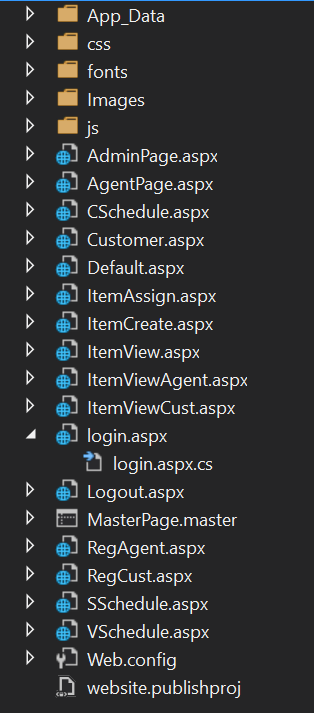 App_Data
css
fonts
Images
js
AdminPage.aspx
AgentPage.aspx
CSchedule.aspx
Customer.aspx
Default.aspx
ItemAssign.aspx
ItemCreate.aspx
ItemView.aspx
ItemViewAgent.aspx
ItemViewCust.aspx
login.aspx
login.aspx.cs
Logout.aspx
MasterPage.master
RegAgent.aspx
RegCust.aspx
SSchedule.aspx
VSchedule.aspx
Web.config
website.publishproj